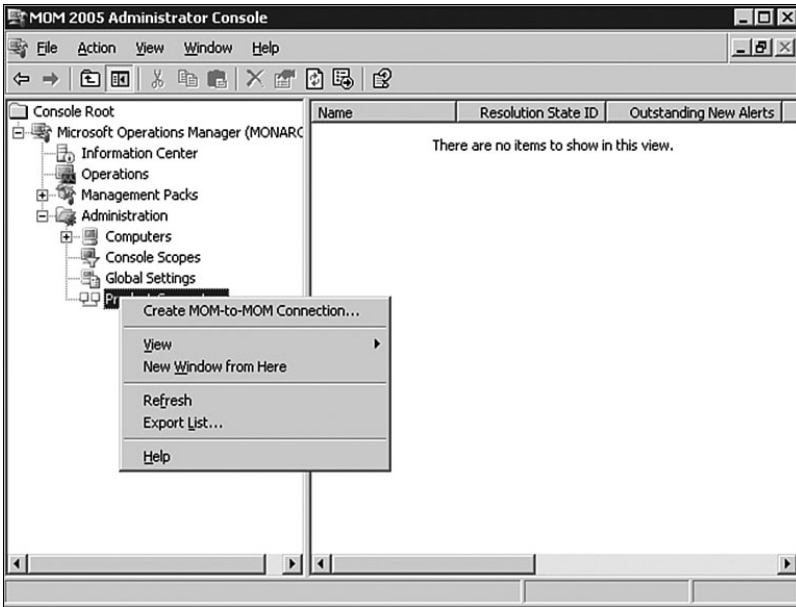 MOM 2005 Administrator Console
File Action View Window Help
Console Root
Microsoft Operations Manager (MONARC
Information Center
Operations
Management Packs
Administration
Computers
Console Scopes
Global Settings
Create MOM-to-MOM Connection...
View
New Window from Here
Refresh
Export List...
Help
Name Resolution State ID Outstanding New Alerts
There are no items to show in this view.